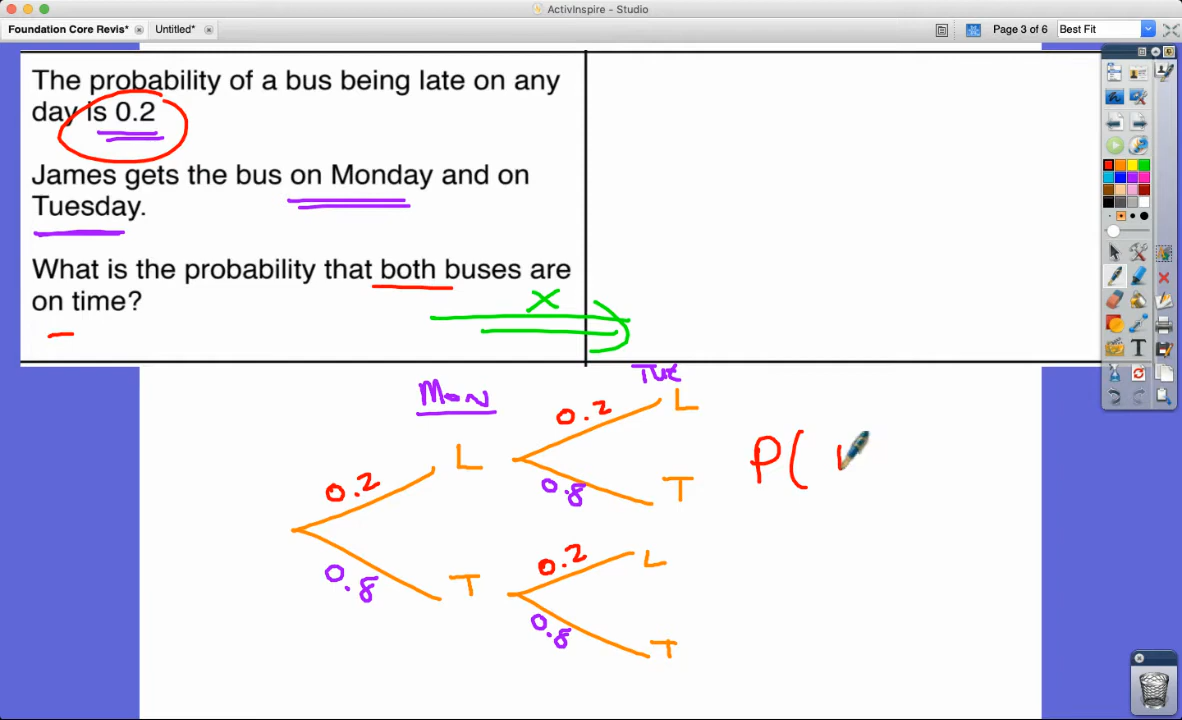 ActivInspire - Studio
Foundation Core Revis* Untitled* Page 3 of 6 Best Fit
The probability of a bus being late on any
day is 0.2
James gets the bus on Monday and on
Tuesday.
What is the probability that both buses are
on time?
X
Mon Tue
0.2 L
0.2 L
0.8 T
P(
0.2 L
0.8 T
0.8 T
T